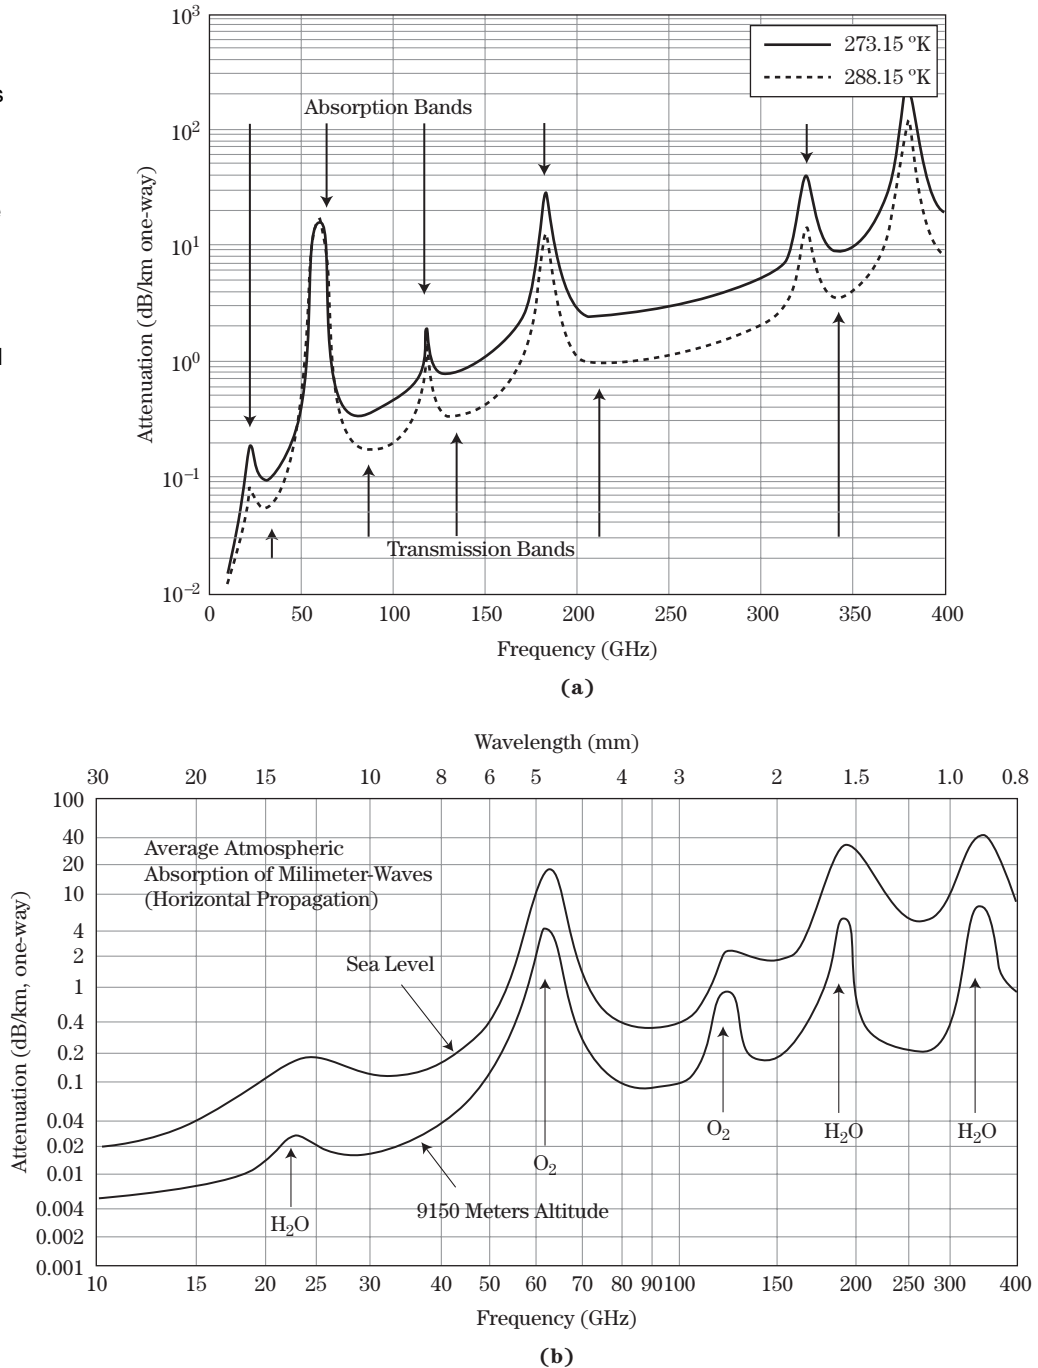 s
10³
10²
10¹
10⁰
10⁻¹
10⁻²
Attenuation (dB/km one-way)
273.15 ºK
288.15 ºK
Absorption Bands
Transmission Bands
0 50 100 150 200 250 300 350 400
Frequency (GHz)
(a)
Wavelength (mm)
30 20 15 10 8 6 5 4 3 2 1.5 1.0 0.8
100
40
20
10
4
2
1
0.4
0.2
0.1
0.04
0.02
0.01
0.004
0.002
0.001
Attenuation (dB/km, one-way)
Average Atmospheric
Absorption of Milimeter-Waves
(Horizontal Propagation)
Sea Level
9150 Meters Altitude
H₂O
O₂
O₂
H₂O
H₂O
10 15 20 25 30 40 50 60 70 80 90 100 150 200 250 300 400
Frequency (GHz)
(b)